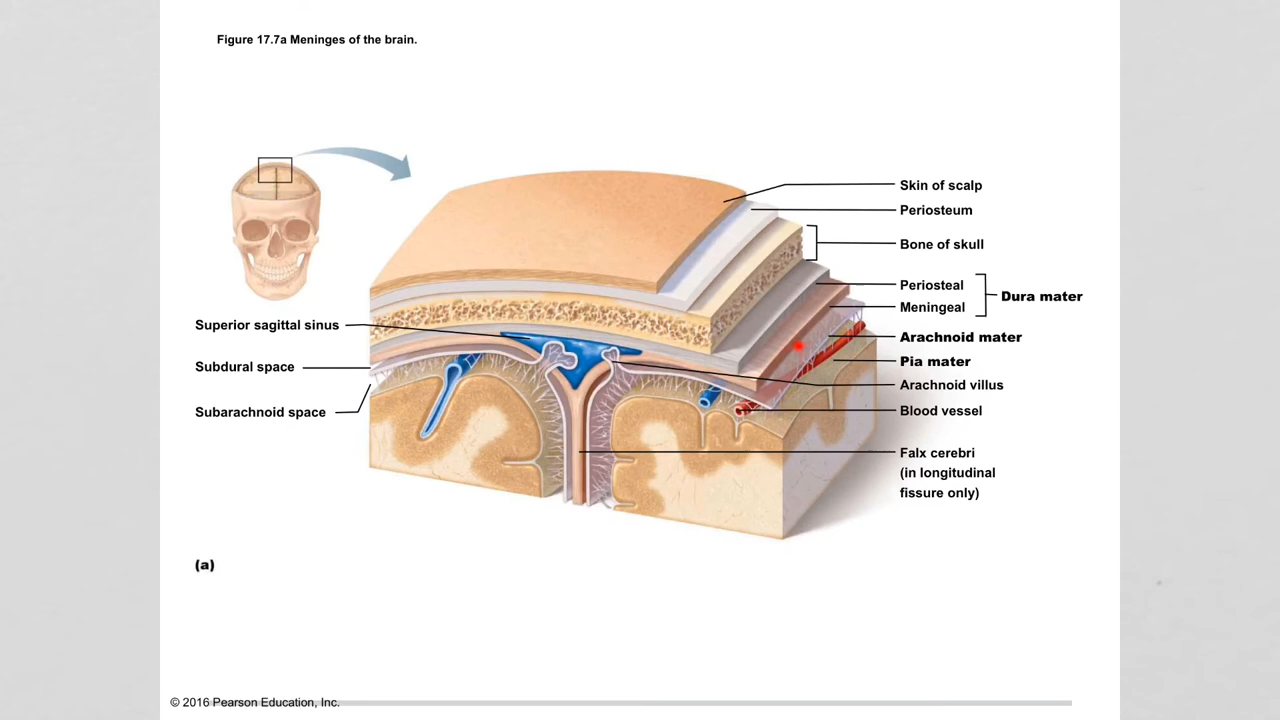 Figure 17.7a Meninges of the brain.
Skin of scalp
Periosteum
Bone of skull
Periosteal
Meningeal
Dura mater
Arachnoid mater
Pia mater
Arachnoid villus
Blood vessel
Falx cerebri
(in longitudinal
fissure only)
Superior sagittal sinus
Subdural space
Subarachnoid space
(a)
© 2016 Pearson Education, Inc.